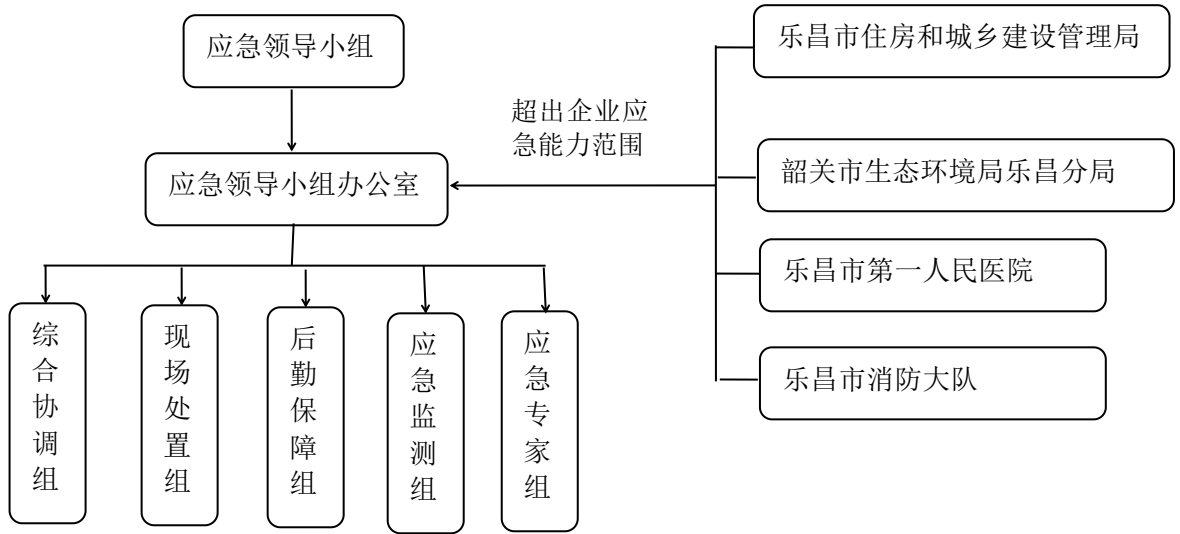 应急领导小组
乐昌市住房和城乡建设管理局
超出企业应
急能力范围
应急领导小组办公室
韶关市生态环境局乐昌分局
乐昌市第一人民医院
乐昌市消防大队
综合协调组
现场处置组
后勤保障组
应急监测组
应急专家组